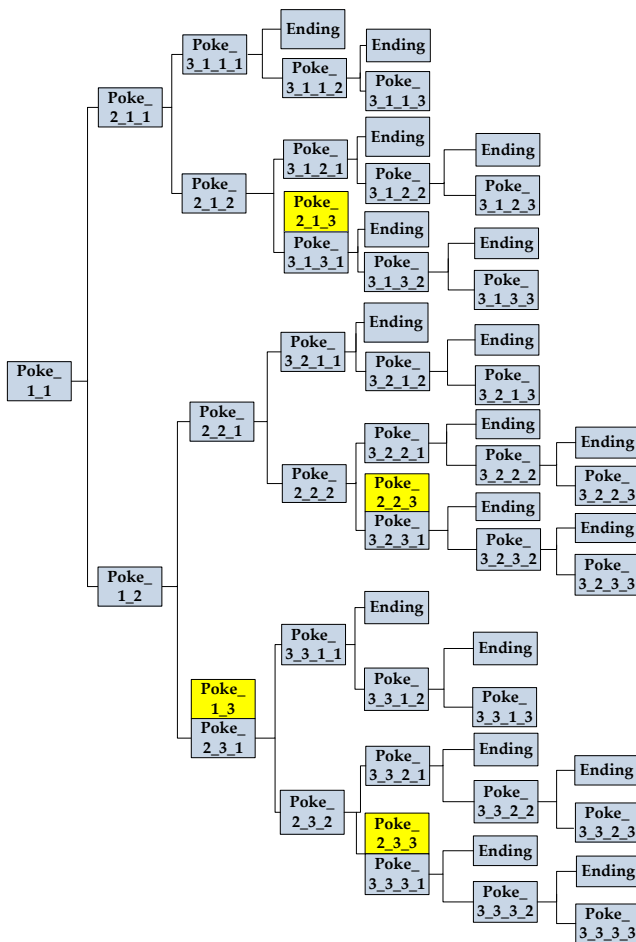 Ending
Poke_
3_1_1_1
Ending
Poke_
3_1_1_2
Poke_
3_1_1_3
Poke_
2_1_1
Ending
Poke_
3_1_2_1
Ending
Poke_
3_1_2_2
Poke_
2_1_2
Poke_
3_1_2_3
Poke_
2_1_3
Poke_
3_1_3_1
Ending
Ending
Poke_
3_1_3_2
Poke_
3_1_3_3
Ending
Poke_
3_2_1_1
Ending
Poke_
3_2_1_2
Poke_
1_1
Poke_
3_2_1_3
Poke_
2_2_1
Ending
Poke_
3_2_2_1
Ending
Poke_
3_2_2_2
Poke_
2_2_2
Poke_
3_2_2_3
Poke_
2_2_3
Poke_
3_2_3_1
Ending
Ending
Poke_
3_2_3_2
Poke_
3_2_3_3
Poke_
1_2
Ending
Poke_
3_3_1_1
Ending
Poke_
3_3_1_2
Poke_
3_3_1_3
Poke_
1_3
Poke_
2_3_1
Ending
Poke_
3_3_2_1
Ending
Poke_
3_3_2_2
Poke_
2_3_2
Poke_
3_3_2_3
Poke_
2_3_3
Poke_
3_3_3_1
Ending
Ending
Poke_
3_3_3_2
Poke_
3_3_3_3